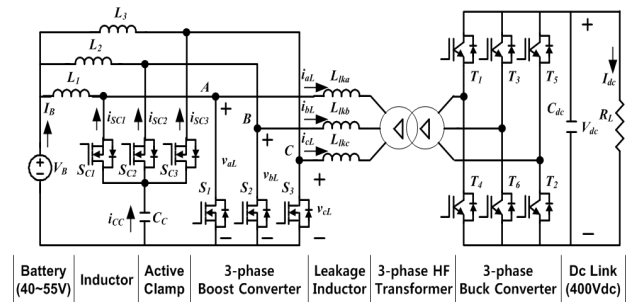 L3
L2
L1
A
B
C
IB
iSC1
iSC2
iSC3
SC1
SC2
SC3
VB
iCC
CC
+
vaL
−
+
vbL
−
+
vcL
−
S1
S2
S3
iaL
Llka
ibL
Llkb
icL
Llkc
T1
T3
T5
T4
T6
T2
Cdc
Vdc
Idc
RL
Battery
(40~55V)
Inductor
Active
Clamp
3-phase
Boost Converter
Leakage
Inductor
3-phase HF
Transformer
3-phase
Buck Converter
Dc Link
(400Vdc)